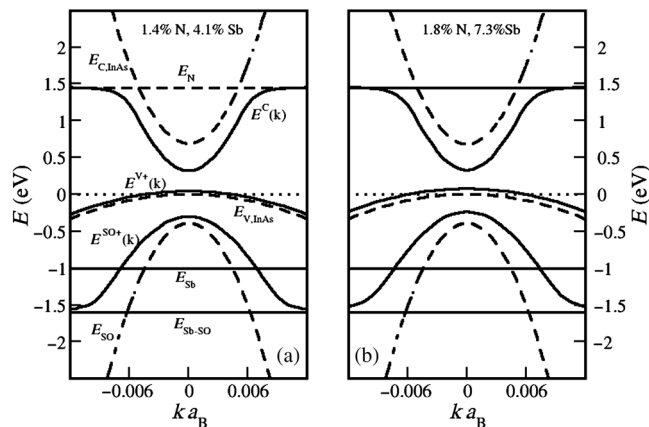 1.4% N, 4.1% Sb
1.8% N, 7.3%Sb
E_C,InAs
E_N
E^C(k)
E^V+(k)
E_V,InAs
E^SO+(k)
E_Sb
E_SO
E_Sb-SO
(a)
(b)
E (eV)
2
1.5
1
0.5
0
-0.5
-1
-1.5
-2
-0.006 0 0.006
k a_B
-0.006 0 0.006
k a_B
2
1.5
1
0.5
0
-0.5
-1
-1.5
-2
E (eV)